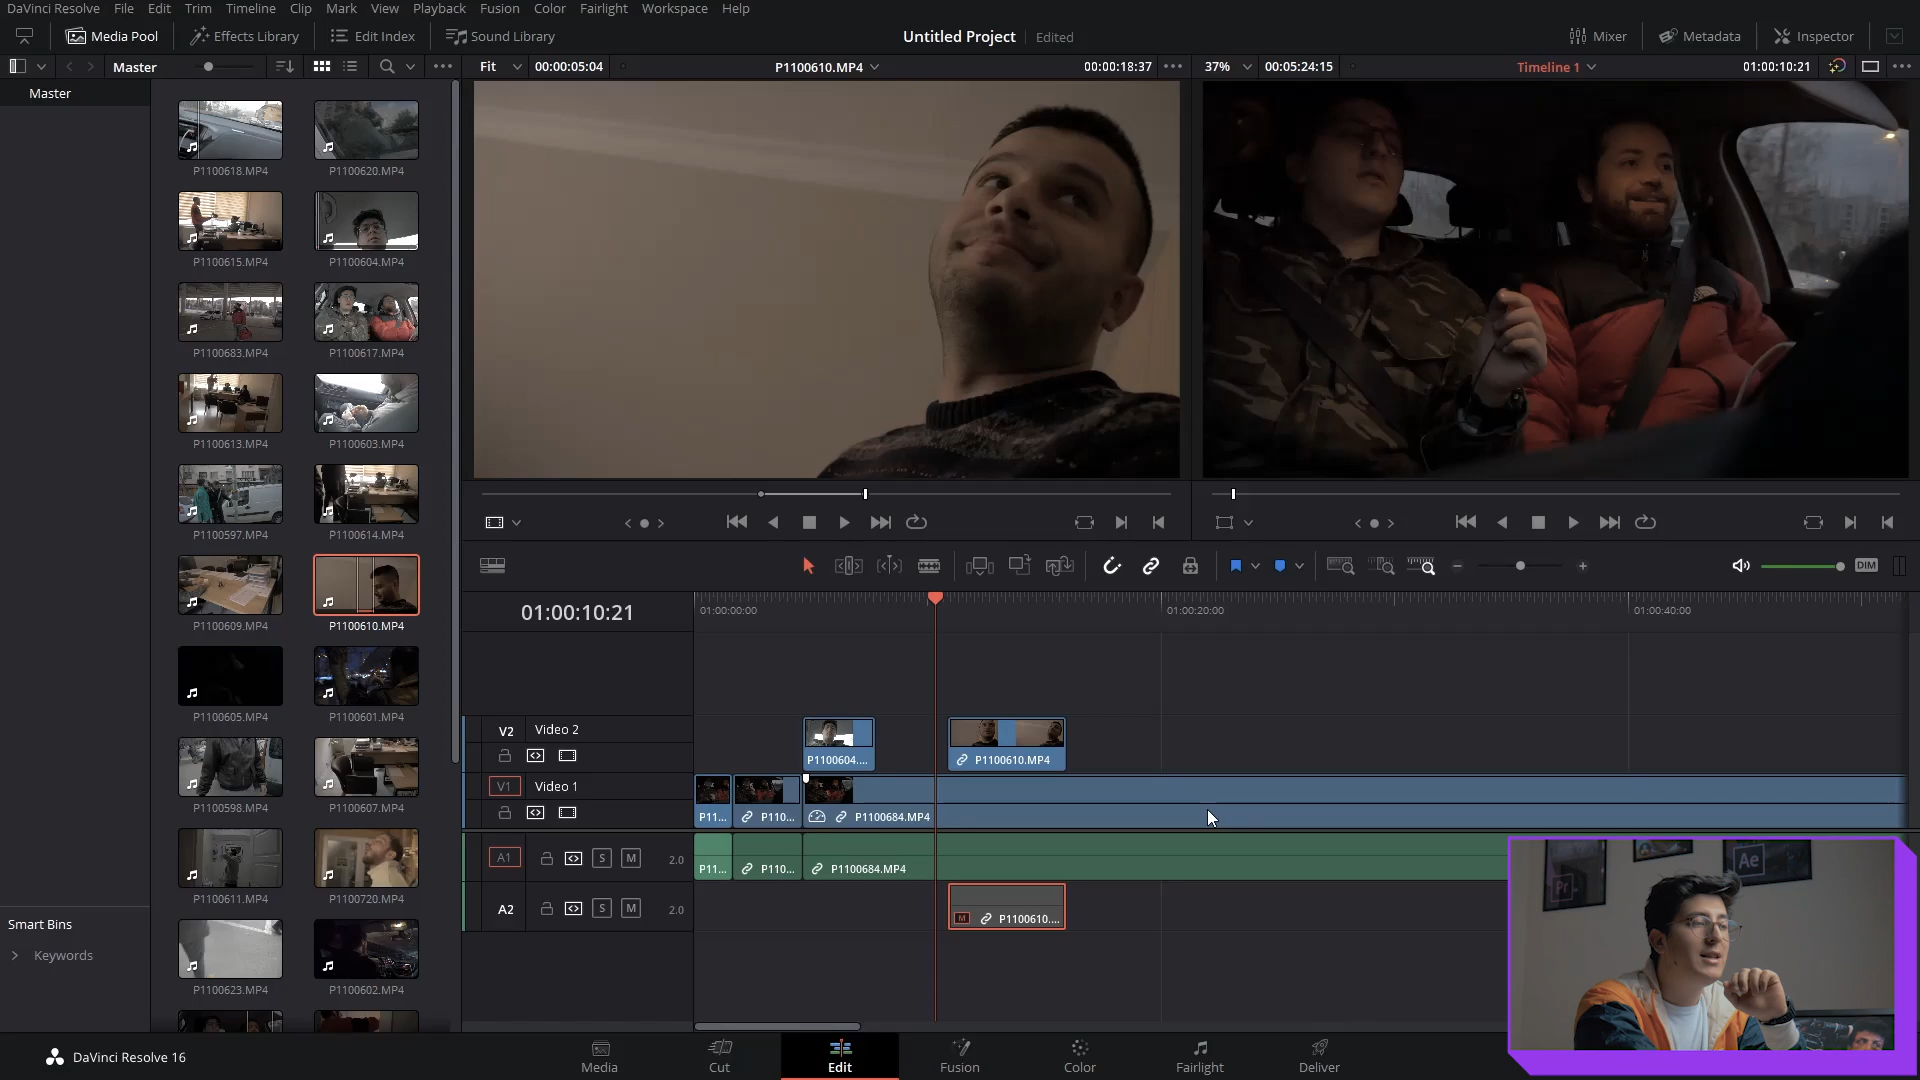 DaVinci Resolve File Edit Trim Timeline Clip Mark View Playback Fusion Color Fairlight Workspace Help
Media Pool Effects Library Edit Index Sound Library Untitled Project Edited Mixer Metadata Inspector
Master Fit 00:00:05:04 P1100610.MP4 00:00:18:37 37% 00:05:24:15 Timeline 1 01:00:10:21
Master
P1100618.MP4 P1100620.MP4
P1100615.MP4 P1100604.MP4
P1100683.MP4 P1100617.MP4
P1100613.MP4 P1100603.MP4
P1100597.MP4 P1100614.MP4
P1100609.MP4 P1100610.MP4
P1100605.MP4 P1100601.MP4
P1100598.MP4 P1100607.MP4
P1100611.MP4 P1100720.MP4
P1100623.MP4 P1100602.MP4
Smart Bins
Keywords
DIM
01:00:10:21
01:00:00:00 01:00:20:00 01:00:40:00
V2 Video 2
P1100604.... P1100610.MP4
V1 Video 1
P11... P110... P1100684.MP4
A1 S M 2.0
P11... P110... P1100684.MP4
A2 S M 2.0
M P1100610....
Pr Ae
DaVinci Resolve 16
Media Cut Edit Fusion Color Fairlight Deliver